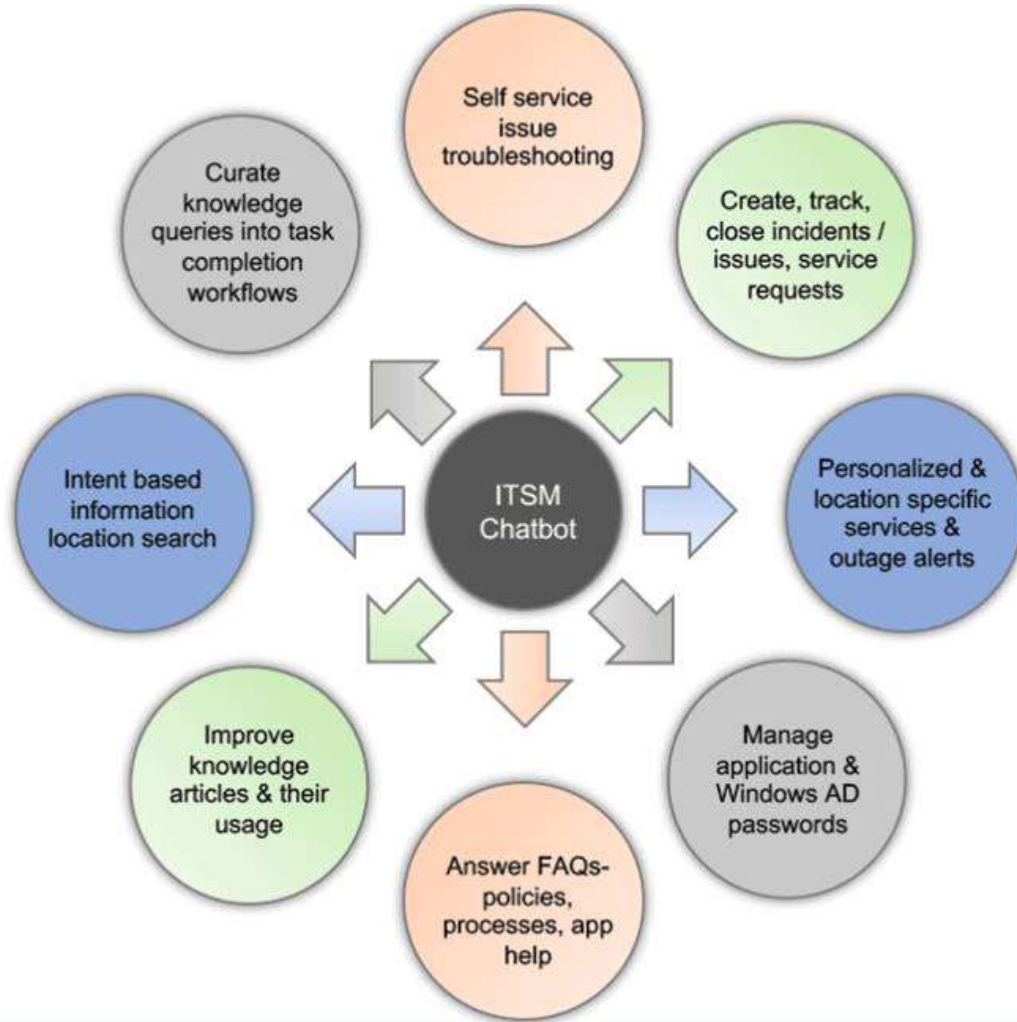 Self service
issue
troubleshooting
Create, track,
close incidents /
issues, service
requests
Personalized &
location specific
services &
outage alerts
Manage
application &
Windows AD
passwords
Answer FAQs-
policies,
processes, app
help
Improve
knowledge
articles & their
usage
Intent based
information
location search
Curate
knowledge
queries into task
completion
workflows
ITSM
Chatbot